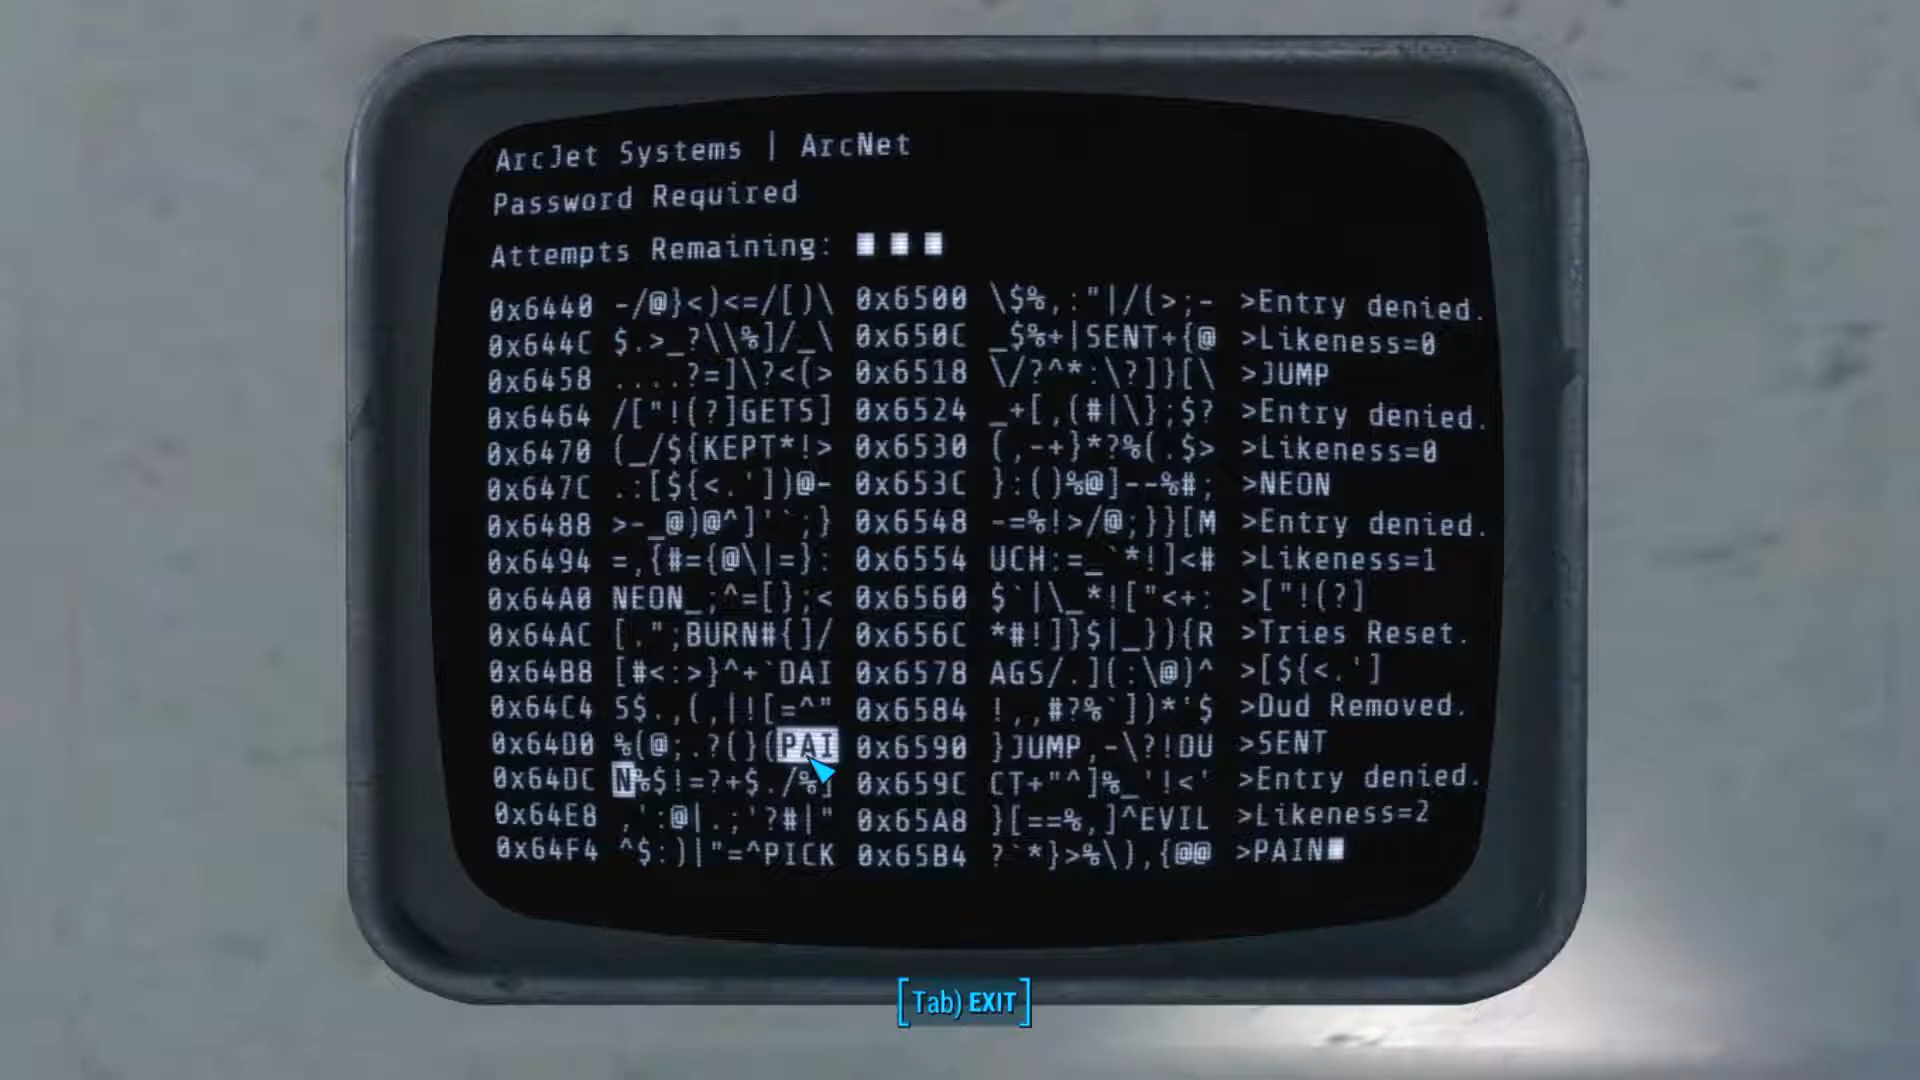 ArcJet Systems | ArcNet
Password Required
Attempts Remaining:
0x6440 -/@}<)<=/[)\ 0x6500 \$%,:"|/(>;- >Entry denied.
0x644C $.>_?\\%]/_\ 0x650C _$%+|SENT+{@ >Likeness=0
0x6458 ....?=]\?<(> 0x6518 \/?^*:\?]}[\ >JUMP
0x6464 /["!(?]GETS] 0x6524 _+[,(#|\};$? >Entry denied.
0x6470 (_/${KEPT*!> 0x6530 (,-+}*?%(.$> >Likeness=0
0x647C .:[${<.'])@- 0x653C }:()%@]--%#; >NEON
0x6488 >-_@)@^]'`;} 0x6548 -=%!>/@;}}[M >Entry denied.
0x6494 =,{#={@\|=}: 0x6554 UCH:=_`*!]<# >Likeness=1
0x64A0 NEON_;^=[};< 0x6560 $`|\_*!["<+: >["!(?]
0x64AC [.";BURN#{]/ 0x656C *#!]}$|_}){R >Tries Reset.
0x64B8 [#<:>}^+`DAI 0x6578 AGS/.](:\@)^ >[${<.']
0x64C4 S$.,(,|![=^" 0x6584 !,,#?%`])*'$ >Dud Removed.
0x64D0 %(@;.?(}(PAI 0x6590 }JUMP,-\?!DU >SENT
0x64DC N%$!=?+$./%] 0x659C CT+"^]%_'!<' >Entry denied.
0x64E8 ,':@|.;'?#|" 0x65A8 }[==%,]^EVIL >Likeness=2
0x64F4 ^$:)|"=^PICK 0x65B4 ?`*}>%\),{@@ >PAIN
[Tab) EXIT]